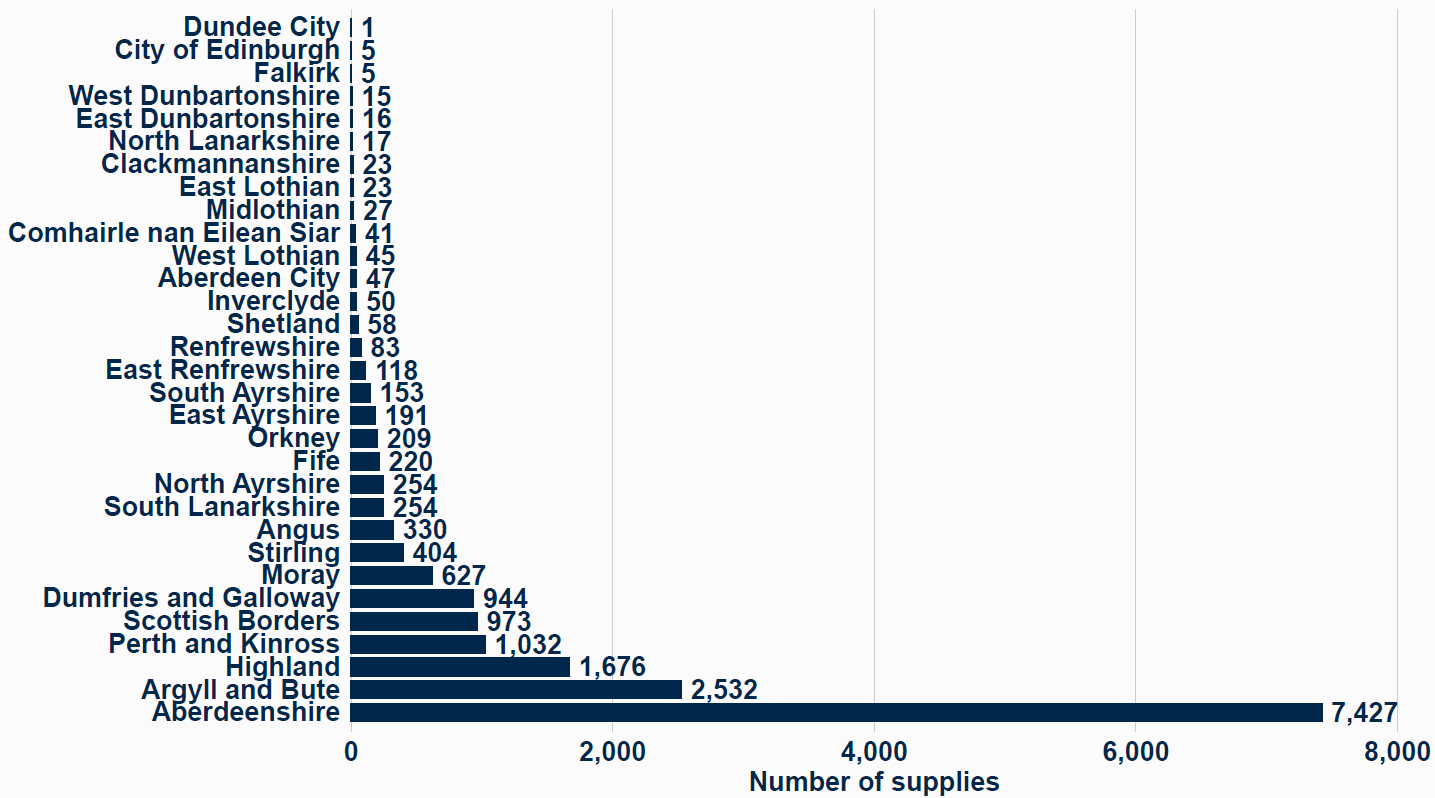 Dundee City 1
City of Edinburgh 5
Falkirk 5
West Dunbartonshire 15
East Dunbartonshire 16
North Lanarkshire 17
Clackmannanshire 23
East Lothian 23
Midlothian 27
Comhairle nan Eilean Siar 41
West Lothian 45
Aberdeen City 47
Inverclyde 50
Shetland 58
Renfrewshire 83
East Renfrewshire 118
South Ayrshire 153
East Ayrshire 191
Orkney 209
Fife 220
North Ayrshire 254
South Lanarkshire 254
Angus 330
Stirling 404
Moray 627
Dumfries and Galloway 944
Scottish Borders 973
Perth and Kinross 1,032
Highland 1,676
Argyll and Bute 2,532
Aberdeenshire 7,427
0 2,000 4,000 6,000 8,000
Number of supplies